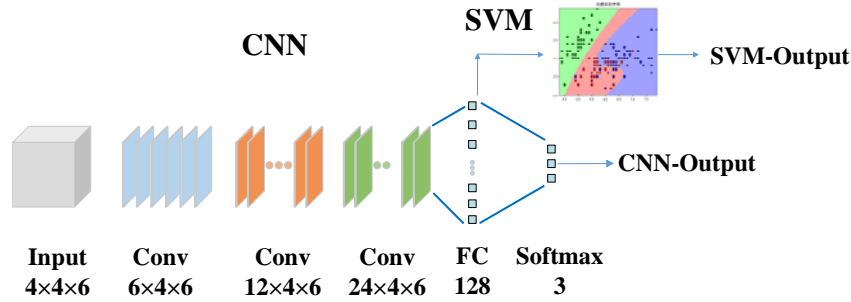 SVM
CNN
SVM-Output
CNN-Output
Input
4×4×6
Conv
6×4×6
Conv
12×4×6
Conv
24×4×6
FC
128
Softmax
3